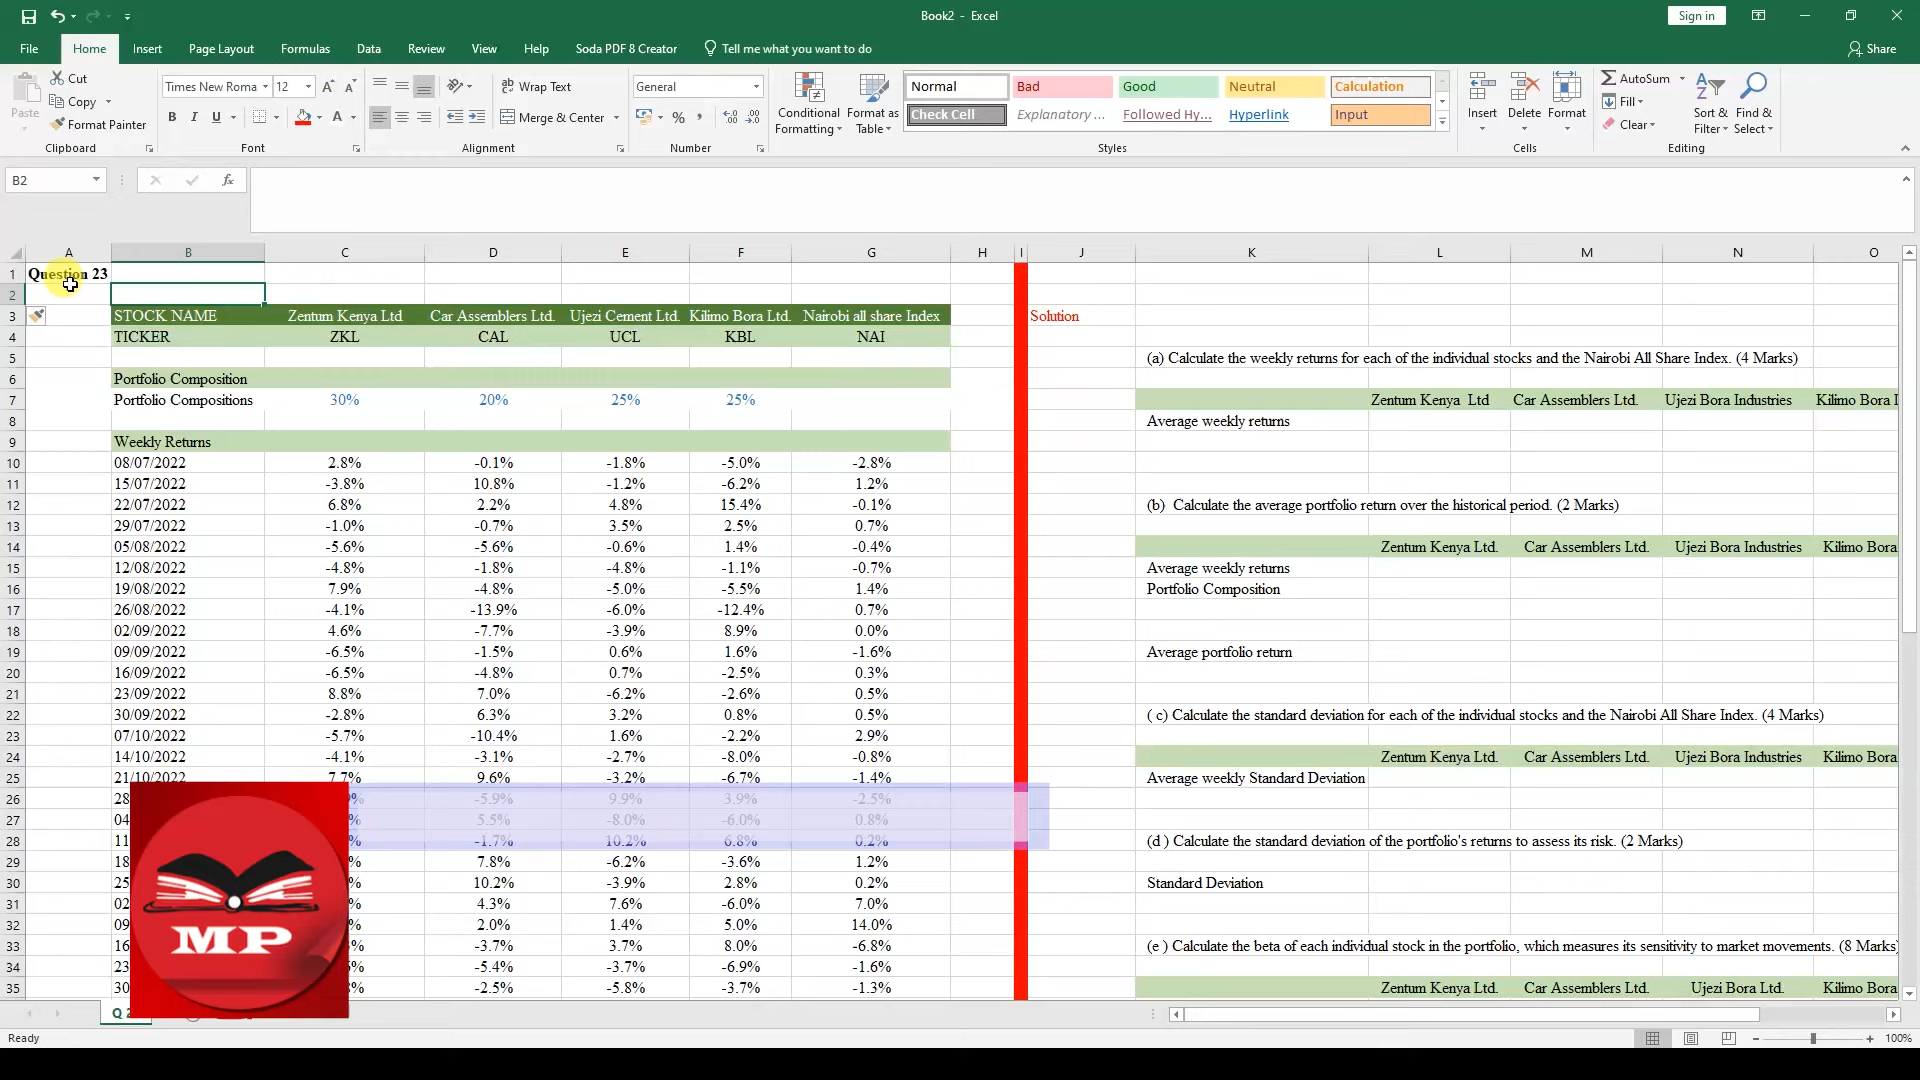 Book2 - Excel
Sign in
File Home Insert Page Layout Formulas Data Review View Help Soda PDF 8 Creator Tell me what you want to do Share
Paste
Cut
Copy
Format Painter
Clipboard
Times New Roma 12
B I U
Font
Wrap Text
Merge & Center
Alignment
General
Number
Conditional Formatting
Format as Table
Normal Bad Good Neutral Calculation
Check Cell Explanatory ... Followed Hy... Hyperlink Input
Styles
Insert Delete Format
Cells
AutoSum
Fill
Clear
Sort & Filter
Find & Select
Editing
B2
A B C D E F G H I J K L M N O
1 Question 23
2
3 STOCK NAME Zentum Kenya Ltd Car Assemblers Ltd. Ujezi Cement Ltd. Kilimo Bora Ltd. Nairobi all share Index Solution
4 TICKER ZKL CAL UCL KBL NAI
5 (a) Calculate the weekly returns for each of the individual stocks and the Nairobi All Share Index. (4 Marks)
6 Portfolio Composition
7 Portfolio Compositions 30% 20% 25% 25% Zentum Kenya Ltd Car Assemblers Ltd. Ujezi Bora Industries Kilimo Bora I
8 Average weekly returns
9 Weekly Returns
10 08/07/2022 2.8% -0.1% -1.8% -5.0% -2.8%
11 15/07/2022 -3.8% 10.8% -1.2% -6.2% 1.2%
12 22/07/2022 6.8% 2.2% 4.8% 15.4% -0.1% (b) Calculate the average portfolio return over the historical period. (2 Marks)
13 29/07/2022 -1.0% -0.7% 3.5% 2.5% 0.7%
14 05/08/2022 -5.6% -5.6% -0.6% 1.4% -0.4% Zentum Kenya Ltd. Car Assemblers Ltd. Ujezi Bora Industries Kilimo Bora
15 12/08/2022 -4.8% -1.8% -4.8% -1.1% -0.7% Average weekly returns
16 19/08/2022 7.9% -4.8% -5.0% -5.5% 1.4% Portfolio Composition
17 26/08/2022 -4.1% -13.9% -6.0% -12.4% 0.7%
18 02/09/2022 4.6% -7.7% -3.9% 8.9% 0.0%
19 09/09/2022 -6.5% -1.5% 0.6% 1.6% -1.6% Average portfolio return
20 16/09/2022 -6.5% -4.8% 0.7% -2.5% 0.3%
21 23/09/2022 8.8% 7.0% -6.2% -2.6% 0.5%
22 30/09/2022 -2.8% 6.3% 3.2% 0.8% 0.5% ( c) Calculate the standard deviation for each of the individual stocks and the Nairobi All Share Index. (4 Marks)
23 07/10/2022 -5.7% -10.4% 1.6% -2.2% 2.9%
24 14/10/2022 -4.1% -3.1% -2.7% -8.0% -0.8% Zentum Kenya Ltd. Car Assemblers Ltd. Ujezi Bora Industries Kilimo Bora
25 21/10/2022 7.7% 9.6% -3.2% -6.7% -1.4% Average weekly Standard Deviation
26 28 % -5.9% 9.9% 3.9% -2.5%
27 04 % 5.5% -8.0% -6.0% 0.8%
28 11 % -1.7% 10.2% 6.8% 0.2% (d ) Calculate the standard deviation of the portfolio's returns to assess its risk. (2 Marks)
29 18 % 7.8% -6.2% -3.6% 1.2%
30 25 % 10.2% -3.9% 2.8% 0.2% Standard Deviation
31 02 % 4.3% 7.6% -6.0% 7.0%
32 09 % 2.0% 1.4% 5.0% 14.0%
33 16 % -3.7% 3.7% 8.0% -6.8% (e ) Calculate the beta of each individual stock in the portfolio, which measures its sensitivity to market movements. (8 Marks)
34 23 % -5.4% -3.7% -6.9% -1.6%
35 30 % -2.5% -5.8% -3.7% -1.3% Zentum Kenya Ltd. Car Assemblers Ltd. Ujezi Bora Ltd. Kilimo Bora
MP
Q 2
Ready
100%